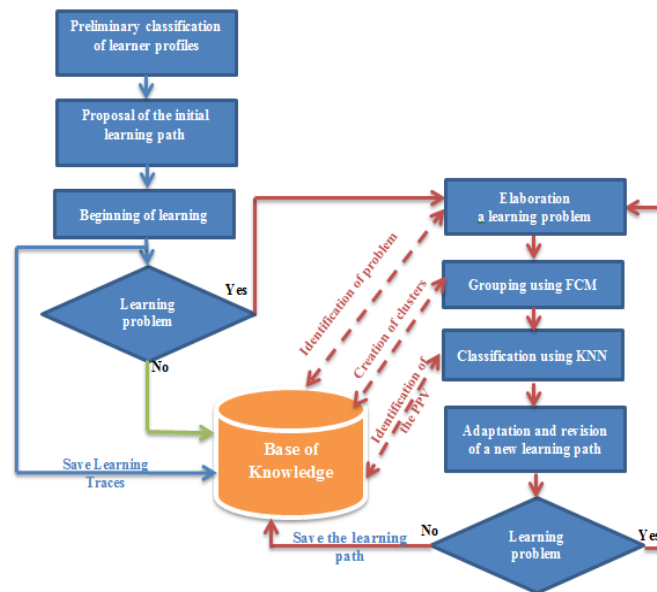 Preliminary classification
of learner profiles
Proposal of the initial
learning path
Beginning of learning
Learning
problem
Yes
No
Save Learning
Traces
Base of
Knowledge
Identification of problem
Creation of clusters
Identification of
the PPV
Elaboration
a learning problem
Grouping using FCM
Classification using KNN
Adaptation and revision
of a new learning path
Learning
problem
No
Yes
Save the learning
path